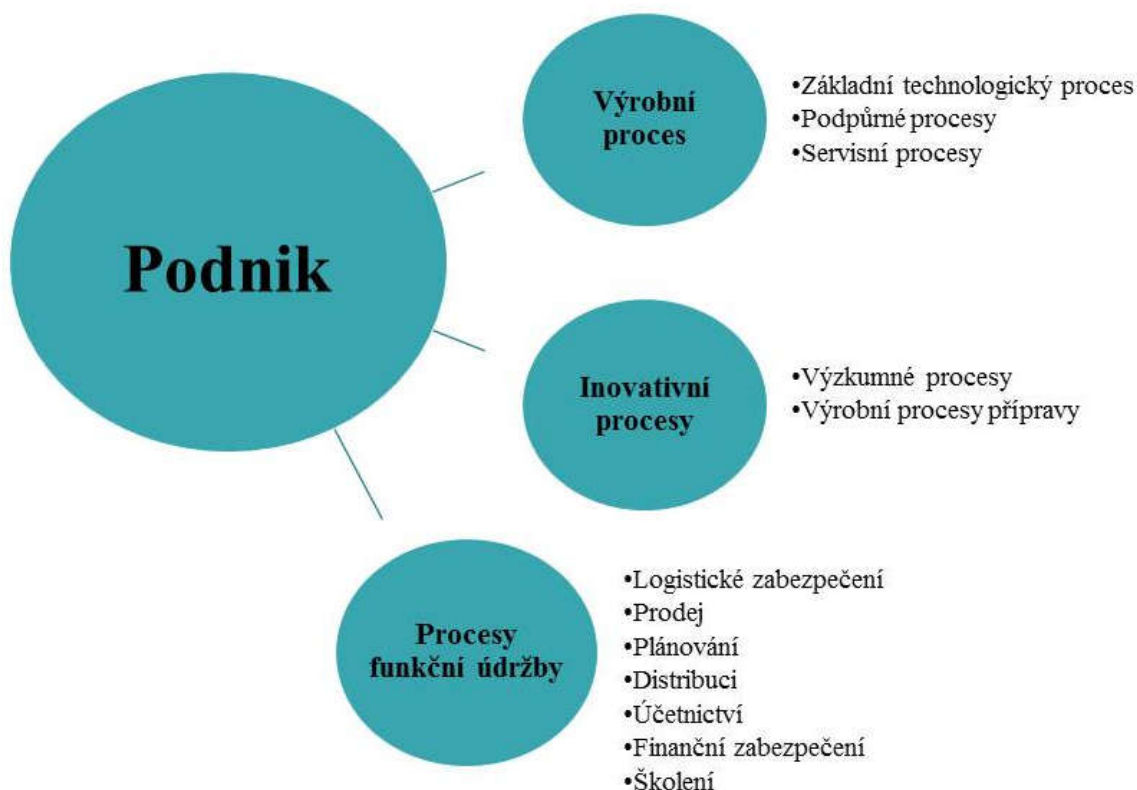 Podnik
Výrobní
proces
•Základní technologický proces
•Podpůrné procesy
•Servisní procesy
Inovativní
procesy
•Výzkumné procesy
•Výrobní procesy přípravy
Procesy
funkční údržby
•Logistické zabezpečení
•Prodej
•Plánování
•Distribuci
•Účetnictví
•Finanční zabezpečení
•Školení